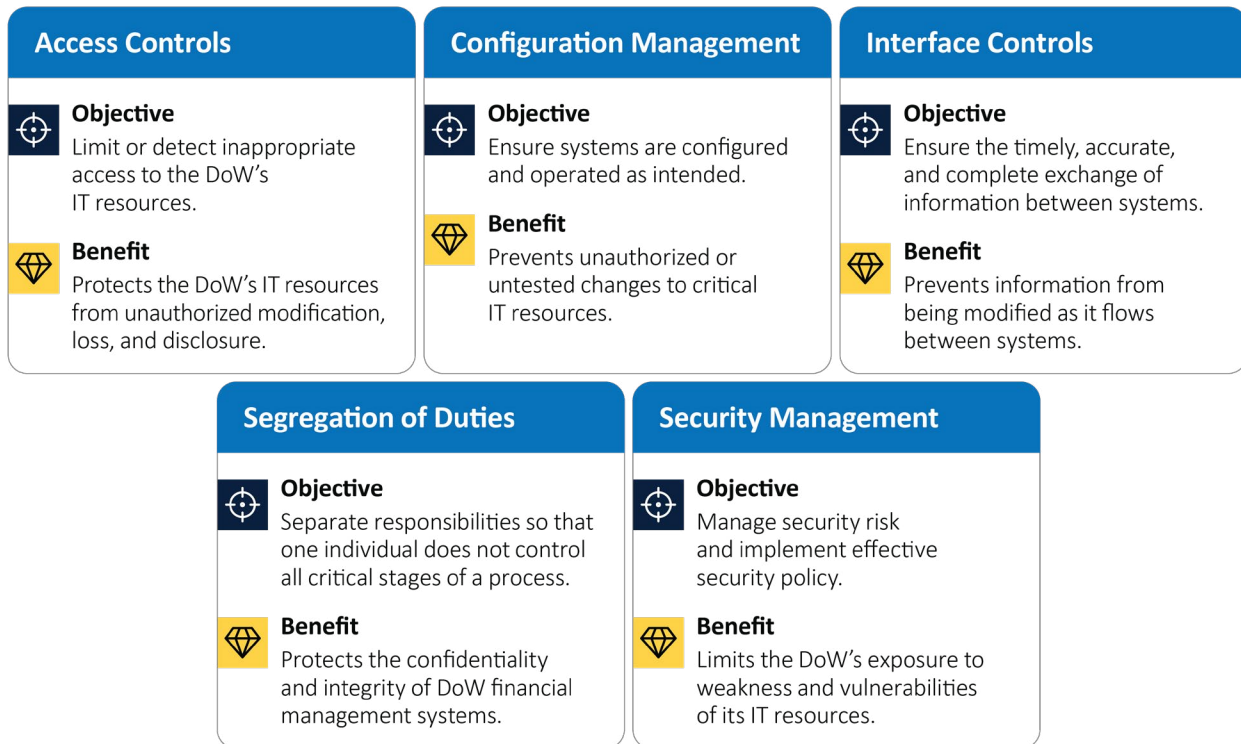 Access Controls
Objective
Limit or detect inappropriate
access to the DoW’s
IT resources.
Benefit
Protects the DoW’s IT resources
from unauthorized modification,
loss, and disclosure.
Configuration Management
Objective
Ensure systems are configured
and operated as intended.
Benefit
Prevents unauthorized or
untested changes to critical
IT resources.
Interface Controls
Objective
Ensure the timely, accurate,
and complete exchange of
information between systems.
Benefit
Prevents information from
being modified as it flows
between systems.
Segregation of Duties
Objective
Separate responsibilities so that
one individual does not control
all critical stages of a process.
Benefit
Protects the confidentiality
and integrity of DoW financial
management systems.
Security Management
Objective
Manage security risk
and implement effective
security policy.
Benefit
Limits the DoW’s exposure to
weakness and vulnerabilities
of its IT resources.